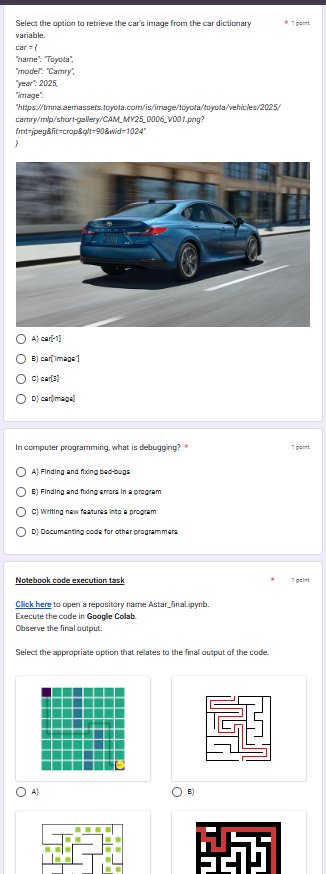 Select the option to retrieve the car's image from the car dictionary * 1 point
variable.
car = {
"name": "Toyota",
"model": "Camry",
"year": 2025,
"image":
"https://tmna.aemassets.toyota.com/is/image/toyota/toyota/vehicles/2025/
camry/mlp/short-gallery/CAM_MY25_0006_V001.png?
fmt=jpeg&fit=crop&qlt=90&wid=1024"
}
A) car[-1]
B) car['image']
C) car[3]
D) car[image]
In computer programming, what is debugging? * 1 point
A) Finding and fixing bed-bugs
B) Finding and fixing errors in a program
C) Writing new features into a program
D) Documenting code for other programmers
Notebook code execution task * 1 point
Click here to open a repository name Astar_final.ipynb.
Execute the code in Google Colab.
Observe the final output.
Select the appropriate option that relates to the final output of the code.
A)
B)